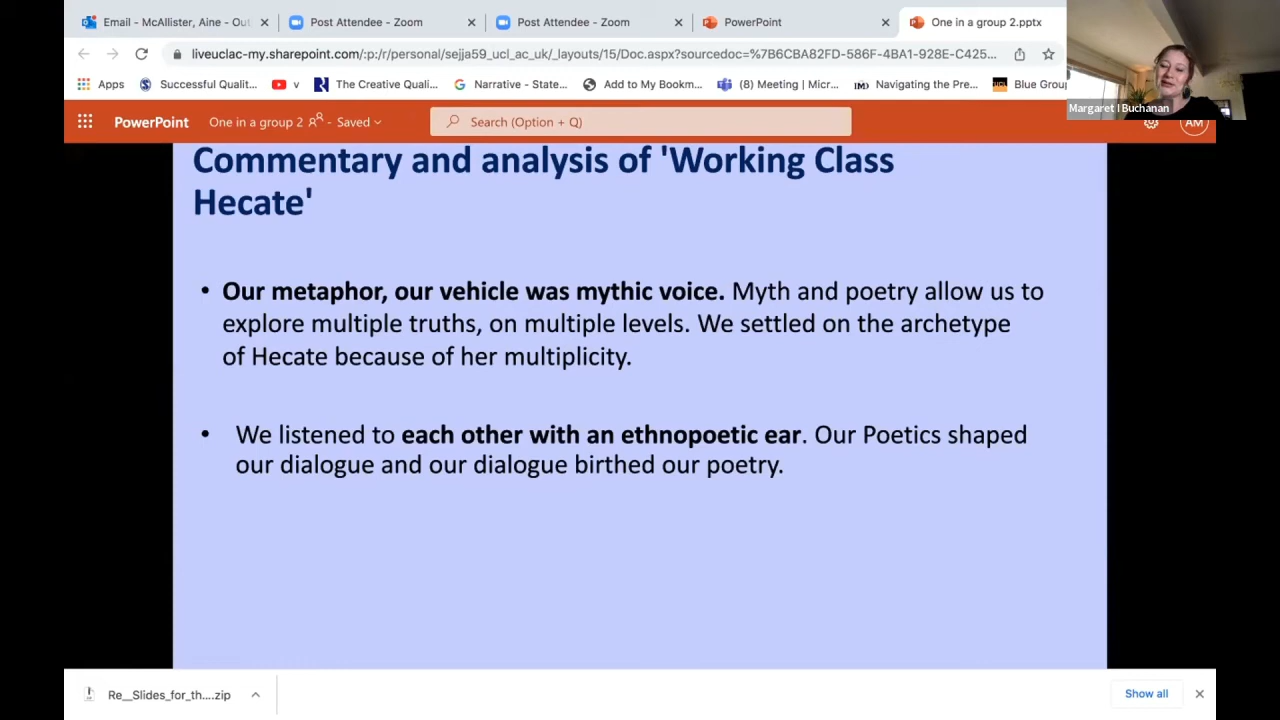 Email - McAllister, Aine - Out
Post Attendee - Zoom
Post Attendee - Zoom
PowerPoint
One in a group 2.pptx
liveuclac-my.sharepoint.com/:p:/r/personal/sejja59_ucl_ac_uk/_layouts/15/Doc.aspx?sourcedoc=%7B6CBA82FD-586F-4BA1-928E-C425...
Apps
Successful Qualit...
The Creative Quali...
Narrative - State...
Add to My Bookm...
(8) Meeting | Micr...
Navigating the Pre...
Blue Grou
Margaret I Buchanan
PowerPoint
One in a group 2 - Saved
Search (Option + Q)
AM
Commentary and analysis of 'Working Class
Hecate'
• Our metaphor, our vehicle was mythic voice. Myth and poetry allow us to
explore multiple truths, on multiple levels. We settled on the archetype
of Hecate because of her multiplicity.
• We listened to each other with an ethnopoetic ear. Our Poetics shaped
our dialogue and our dialogue birthed our poetry.
Re__Slides_for_th....zip
Show all